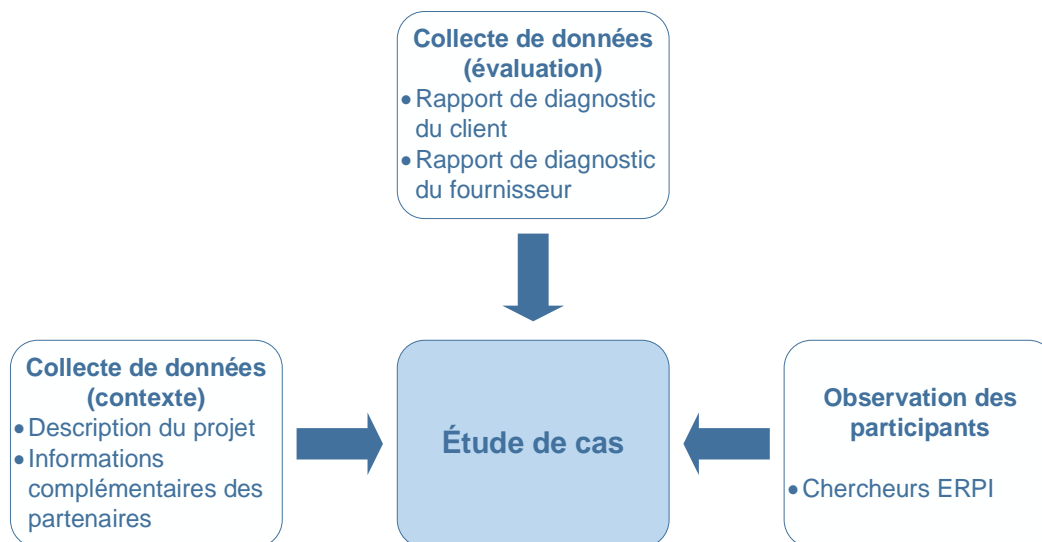 Collecte de données
(évaluation)
• Rapport de diagnostic
du client
• Rapport de diagnostic
du fournisseur
Collecte de données
(contexte)
• Description du projet
• Informations
complémentaires des
partenaires
Étude de cas
Observation des
participants
• Chercheurs ERPI